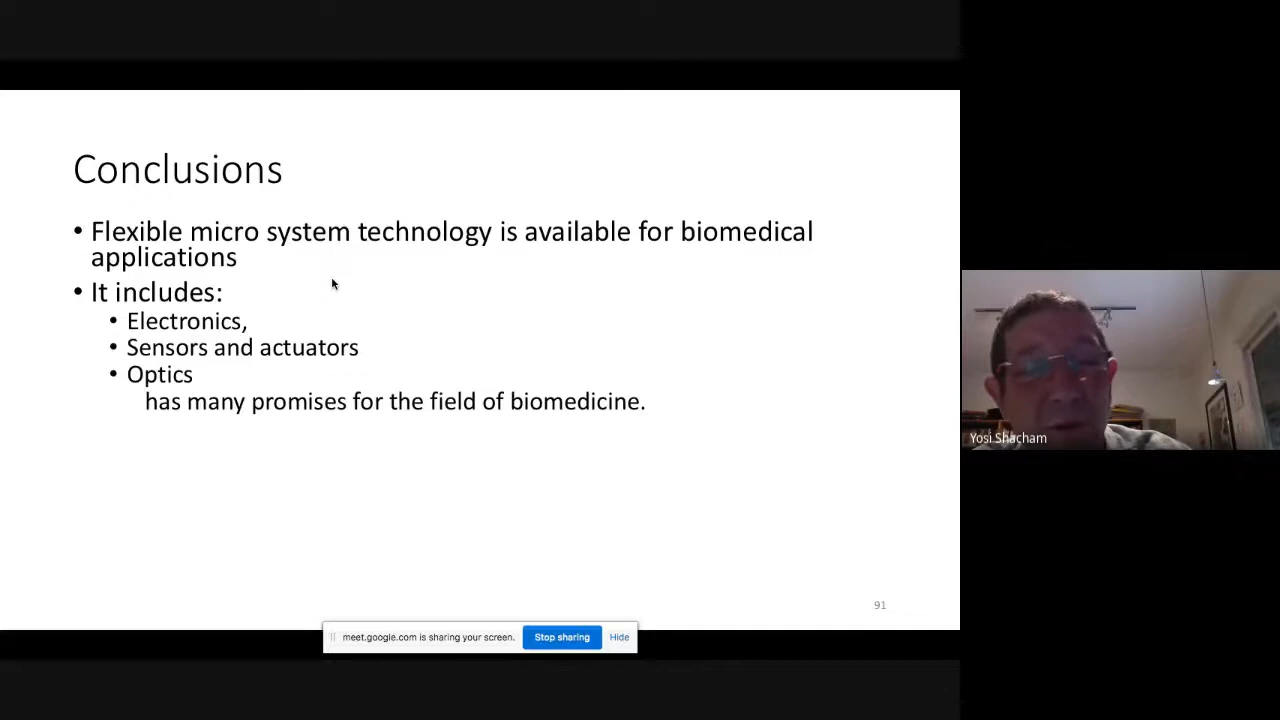 Conclusions
• Flexible micro system technology is available for biomedical
applications
• It includes:
• Electronics,
• Sensors and actuators
• Optics
has many promises for the field of biomedicine.
Yosi Shacham
91
meet.google.com is sharing your screen. Stop sharing Hide